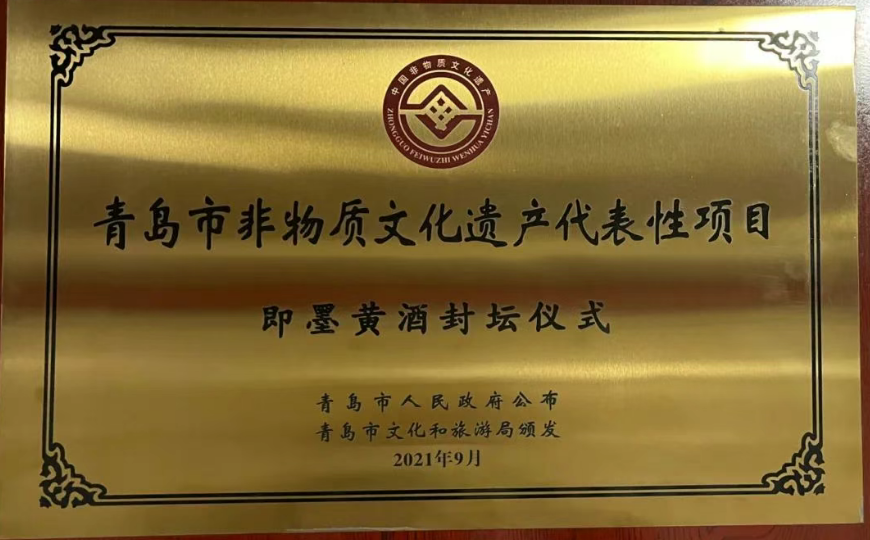 中国非物质文化遗产
ZHONGGUO FEIWUZHI WENHUA YICHAN
青岛市非物质文化遗产代表性项目
即墨黄酒封坛仪式
青岛市人民政府公布
青岛市文化和旅游局颁发
2021年9月